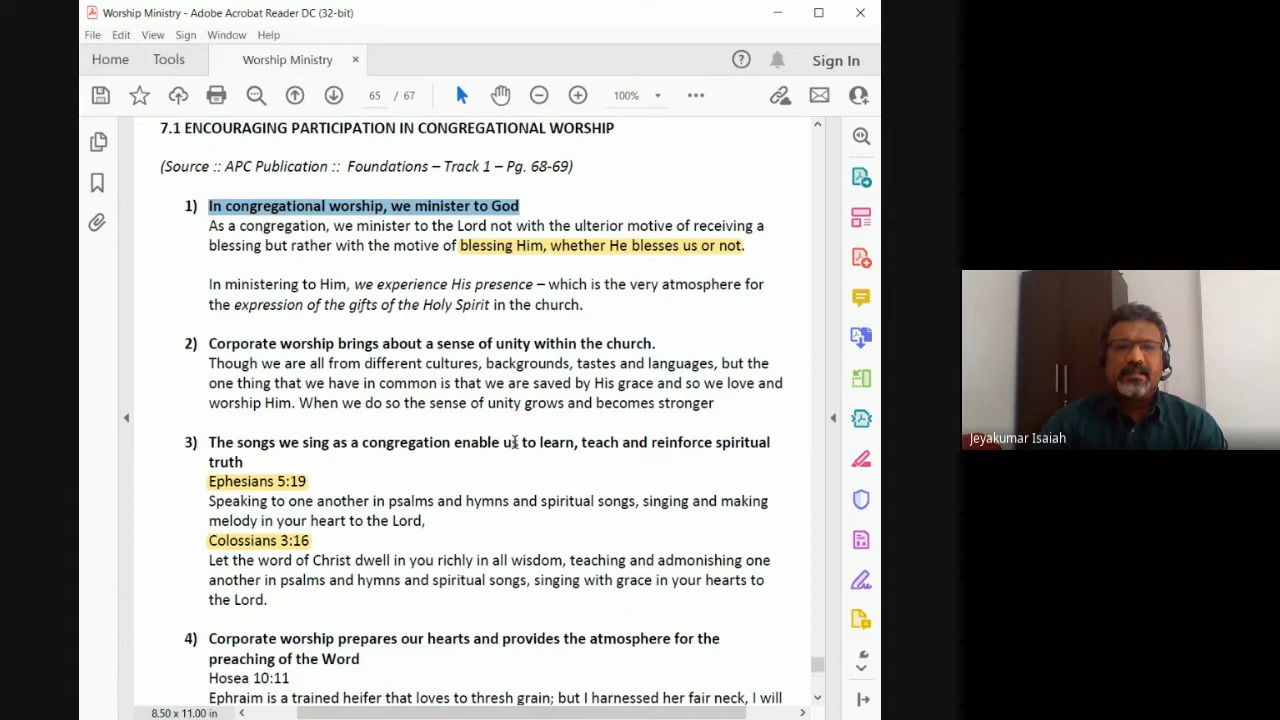 Worship Ministry - Adobe Acrobat Reader DC (32-bit)
File Edit View Sign Window Help
Home Tools Worship Ministry × Sign In
65 / 67 100%
7.1 ENCOURAGING PARTICIPATION IN CONGREGATIONAL WORSHIP
(Source :: APC Publication :: Foundations – Track 1 – Pg. 68-69)
1) In congregational worship, we minister to God
As a congregation, we minister to the Lord not with the ulterior motive of receiving a
blessing but rather with the motive of blessing Him, whether He blesses us or not.
In ministering to Him, we experience His presence – which is the very atmosphere for
the expression of the gifts of the Holy Spirit in the church.
2) Corporate worship brings about a sense of unity within the church.
Though we are all from different cultures, backgrounds, tastes and languages, but the
one thing that we have in common is that we are saved by His grace and so we love and
worship Him. When we do so the sense of unity grows and becomes stronger
3) The songs we sing as a congregation enable us to learn, teach and reinforce spiritual
truth
Ephesians 5:19
Speaking to one another in psalms and hymns and spiritual songs, singing and making
melody in your heart to the Lord,
Colossians 3:16
Let the word of Christ dwell in you richly in all wisdom, teaching and admonishing one
another in psalms and hymns and spiritual songs, singing with grace in your hearts to
the Lord.
4) Corporate worship prepares our hearts and provides the atmosphere for the
preaching of the Word
Hosea 10:11
Ephraim is a trained heifer that loves to thresh grain; but I harnessed her fair neck, I will
8.50 x 11.00 in
Jeyakumar Isaiah